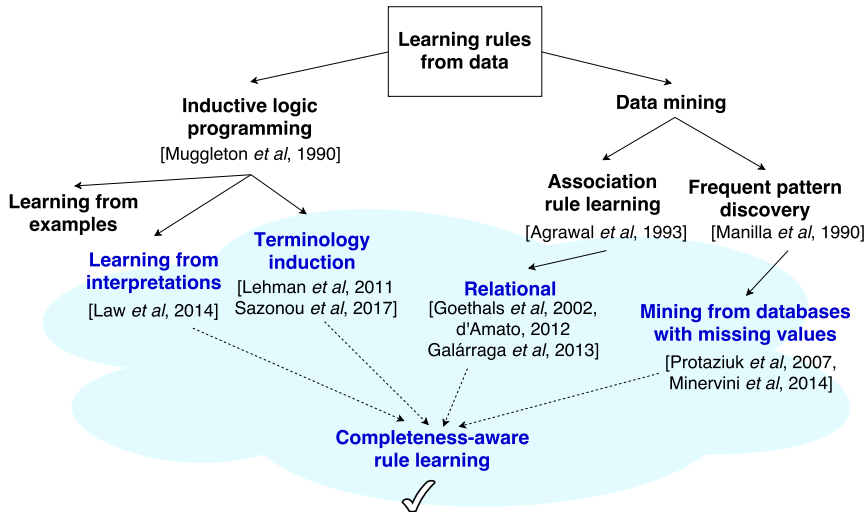 Learning rules
from data
Inductive logic
programming
[Muggleton et al, 1990]
Data mining
Learning from
examples
Learning from
interpretations
[Law et al, 2014]
Terminology
induction
[Lehman et al, 2011
Sazonou et al, 2017]
Association
rule learning
[Agrawal et al, 1993]
Frequent pattern
discovery
[Manilla et al, 1990]
Relational
[Goethals et al, 2002,
d'Amato, 2012
Galárraga et al, 2013]
Mining from databases
with missing values
[Protaziuk et al, 2007,
Minervini et al, 2014]
Completeness-aware
rule learning